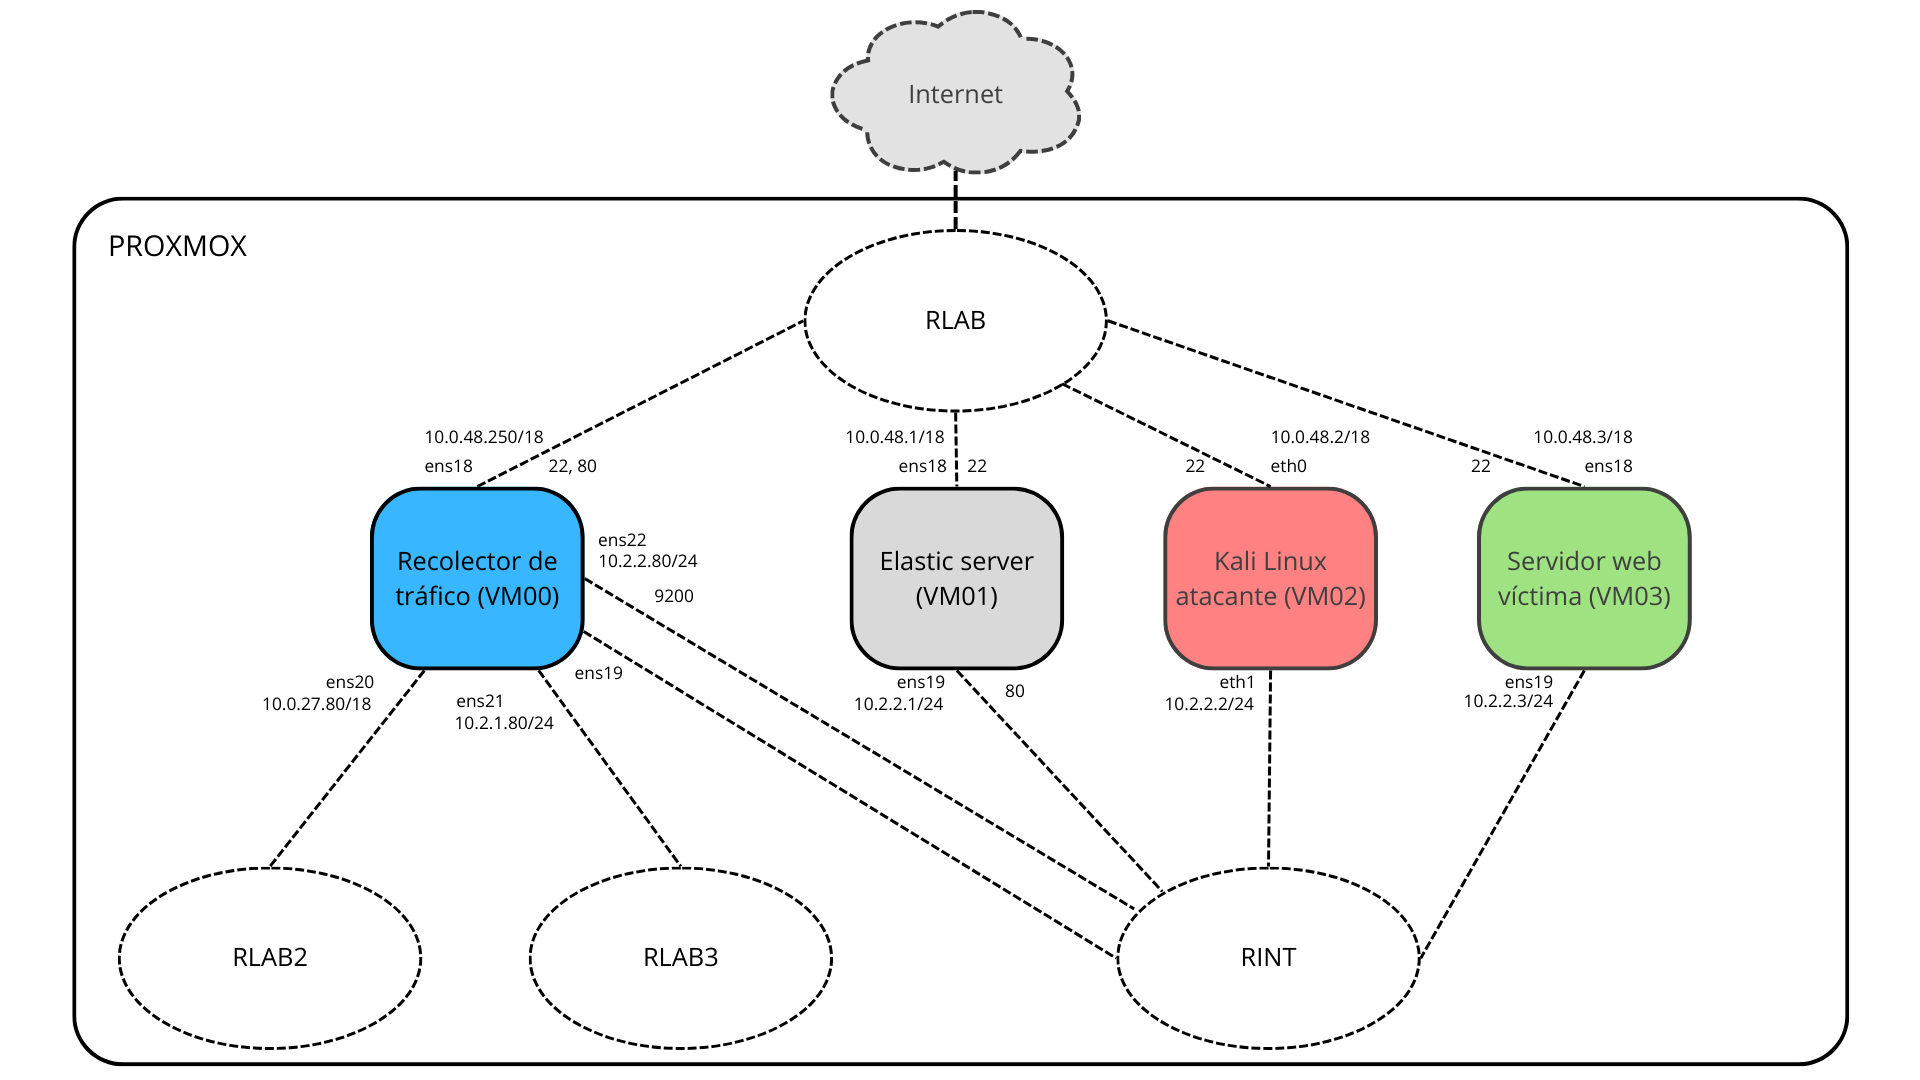 Internet
PROXMOX
RLAB
10.0.48.250/18
ens18
22, 80
10.0.48.1/18
ens18
22
10.0.48.2/18
22
eth0
10.0.48.3/18
22
ens18
Recolector de
tráfico (VM00)
ens22
10.2.2.80/24
9200
Elastic server
(VM01)
Kali Linux
atacante (VM02)
Servidor web
víctima (VM03)
ens20
10.0.27.80/18
ens21
10.2.1.80/24
ens19
ens19
10.2.2.1/24
80
eth1
10.2.2.2/24
ens19
10.2.2.3/24
RLAB2
RLAB3
RINT